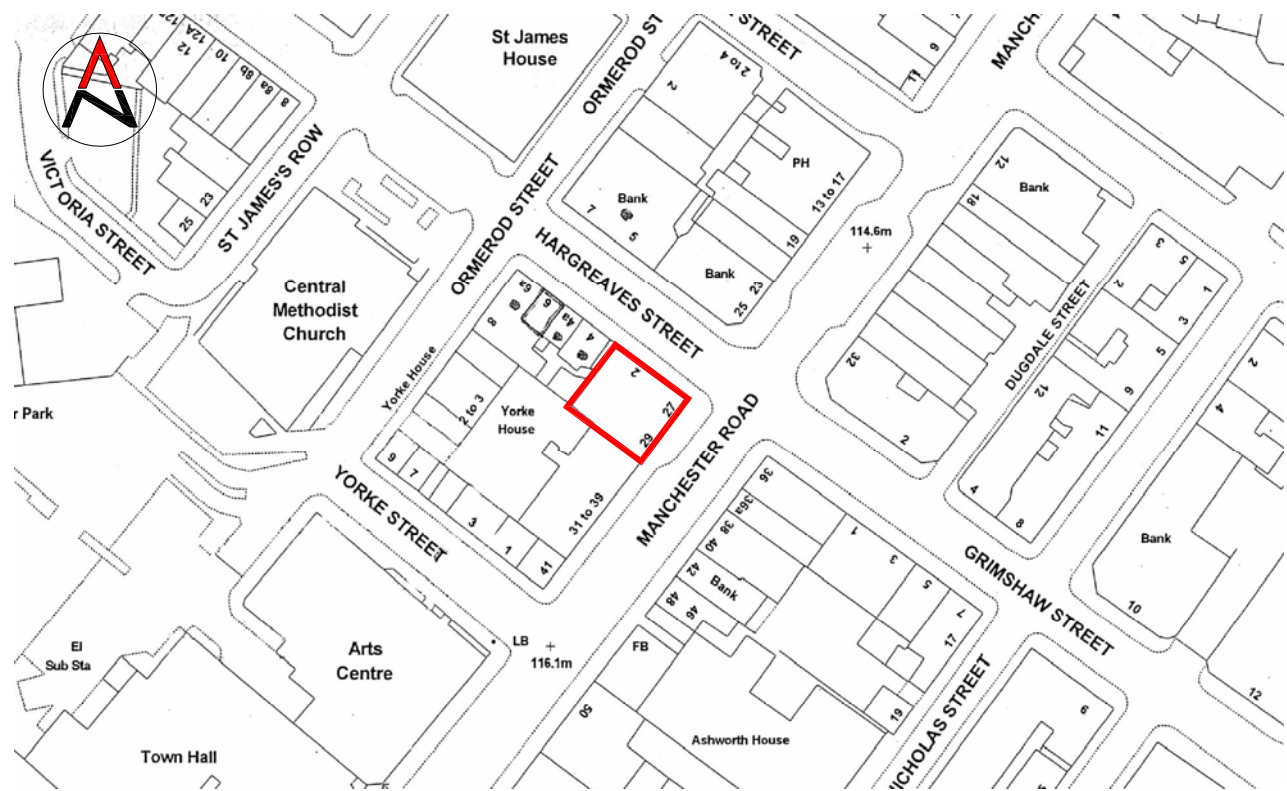 12A
12
10
8b
8a
8
23
25
VICTORIA STREET
ST JAMES'S ROW
St James
House
ORMEROD ST
STREET
2 to 4
2
9
11
PH
13 to 17
19
23
25
Bank
7
5
Bank
114.6m
12
Bank
18
32
2
ORMEROD STREET
HARGREAVES STREET
Central
Methodist
Church
6a
6
4a
4
8
2
27
29
Yorke House
2 to 3
Yorke
House
9
7
3
1
41
31 to 39
YORKE STREET
MANCHESTER ROAD
DUGDALE STREET
3
5
2
1
3
5
9
12
11
4
8
2
4
Bank
10
12
r Park
36
36a
38
40
42
Bank
48
46
1
3
5
7
17
19
GRIMSHAW STREET
El
Sub Sta
Arts
Centre
LB
116.1m
FB
50
Ashworth House
Town Hall
ICHOLAS STREET
MANCH
N